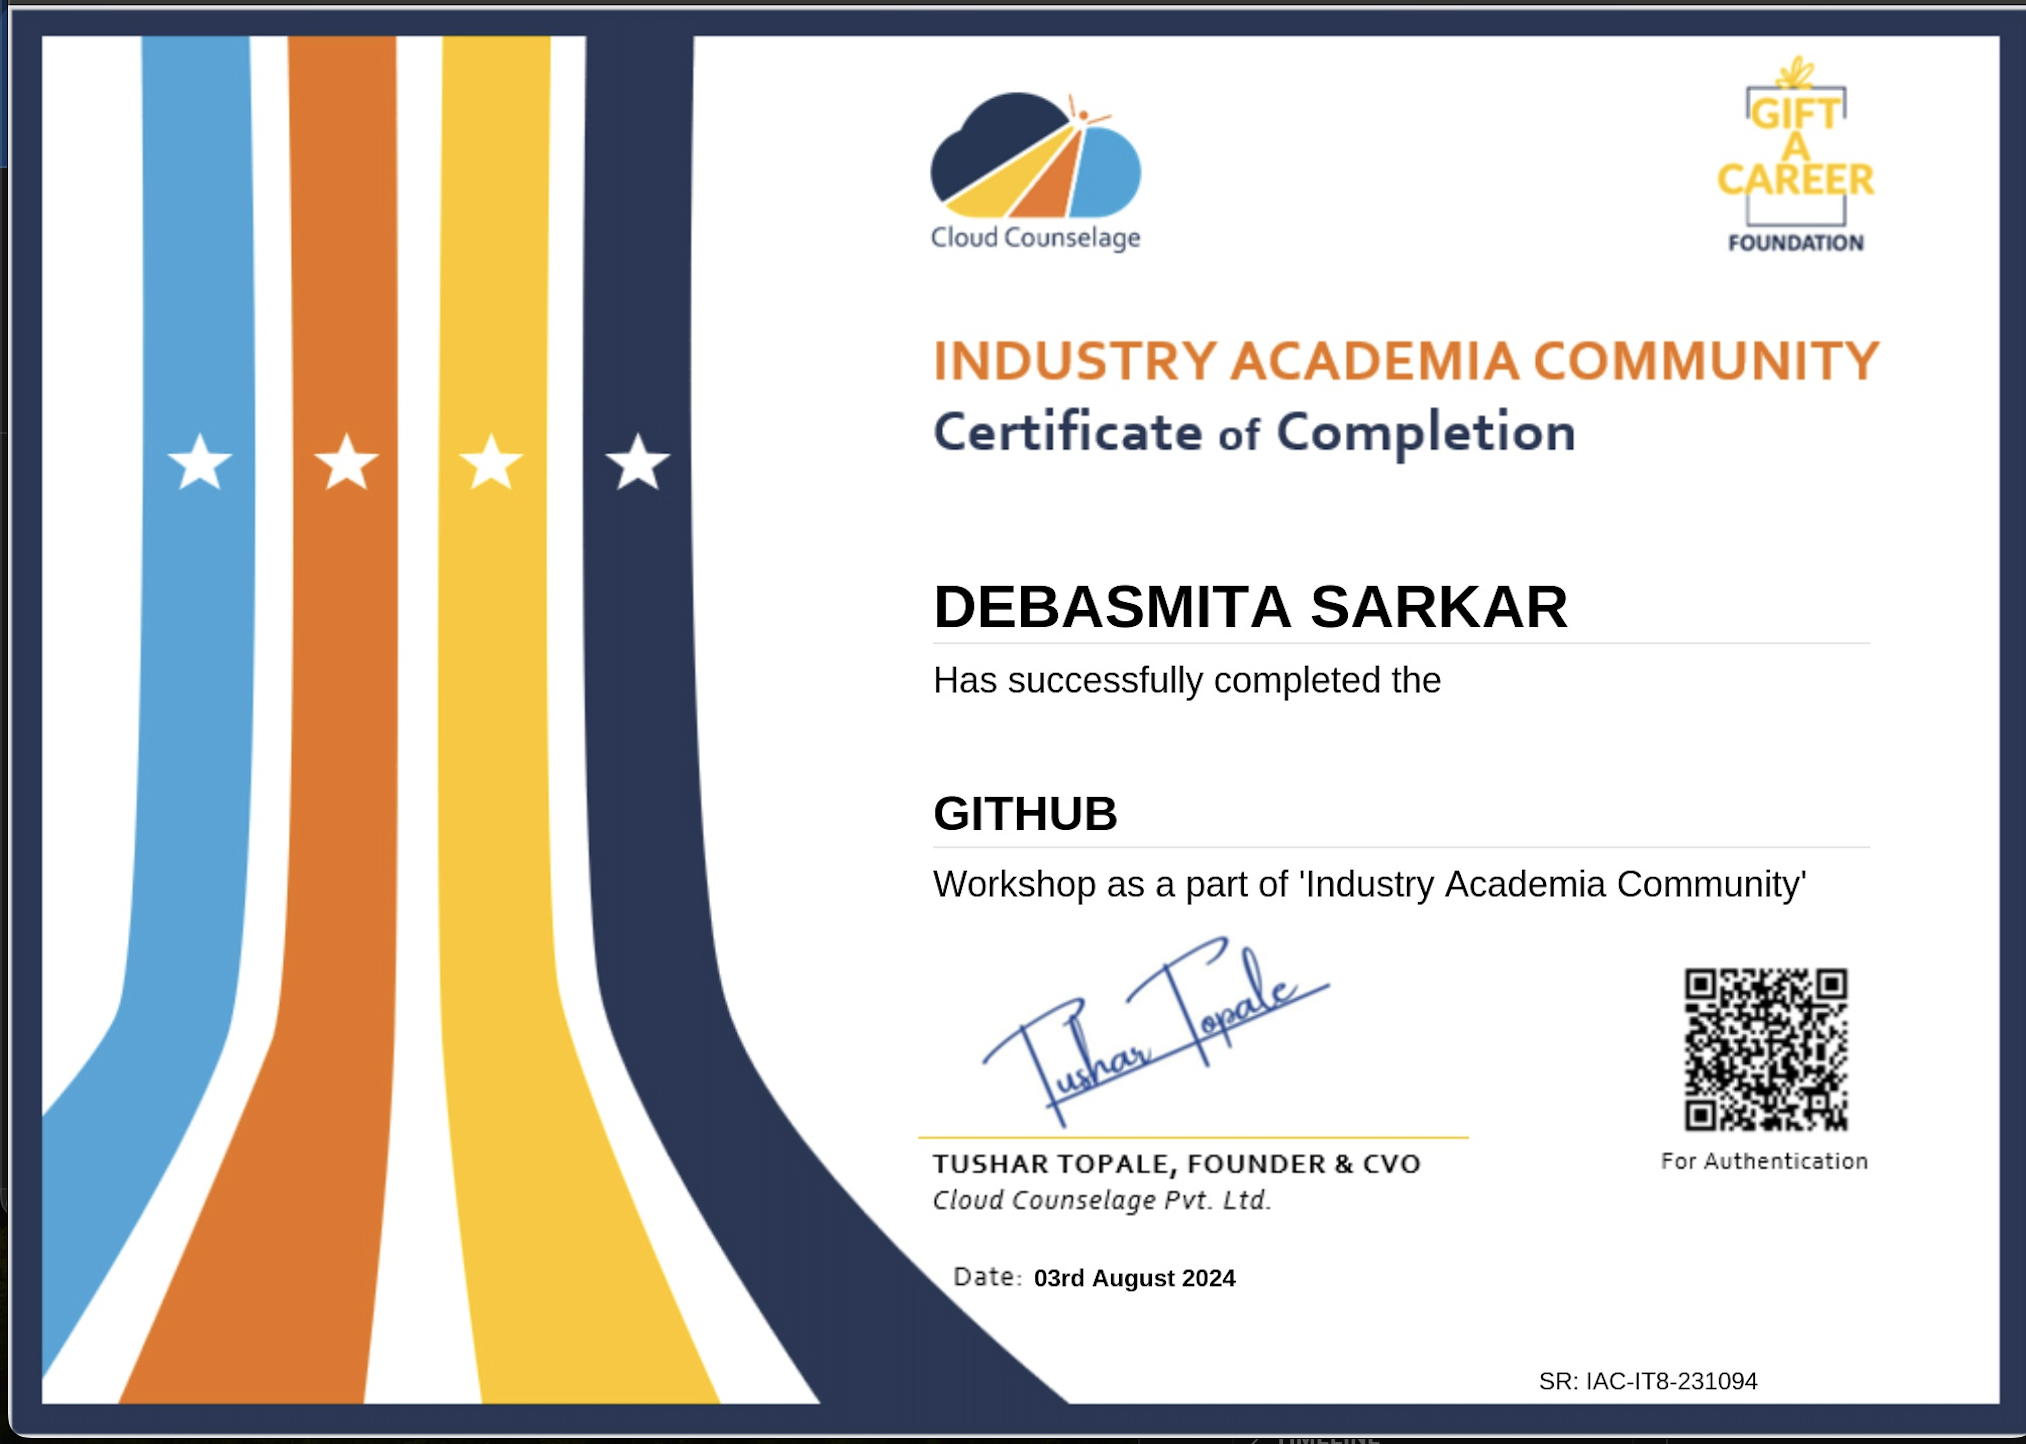 Cloud Counselage
GIFT
A
CAREER
FOUNDATION
INDUSTRY ACADEMIA COMMUNITY
Certificate of Completion
DEBASMITA SARKAR
Has successfully completed the
GITHUB
Workshop as a part of 'Industry Academia Community'
Tushar Topale
TUSHAR TOPALE, FOUNDER & CVO
Cloud Counselage Pvt. Ltd.
For Authentication
Date: 03rd August 2024
SR: IAC-IT8-231094